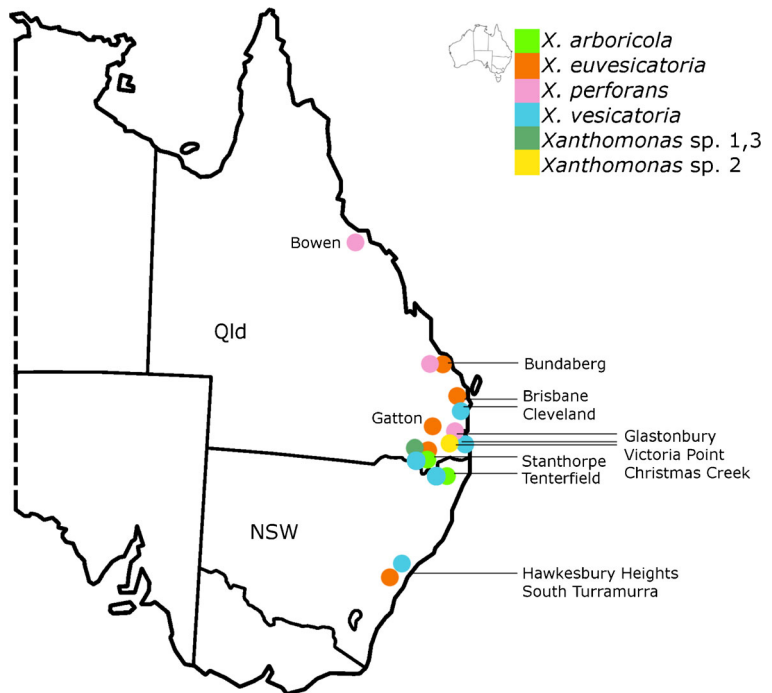 X. arboricola
X. euvesicatoria
X. perforans
X. vesicatoria
Xanthomonas sp. 1,3
Xanthomonas sp. 2
Bowen
Qld
Bundaberg
Brisbane
Cleveland
Gatton
Glastonbury
Victoria Point
Christmas Creek
Stanthorpe
Tenterfield
NSW
Hawkesbury Heights
South Turramurra